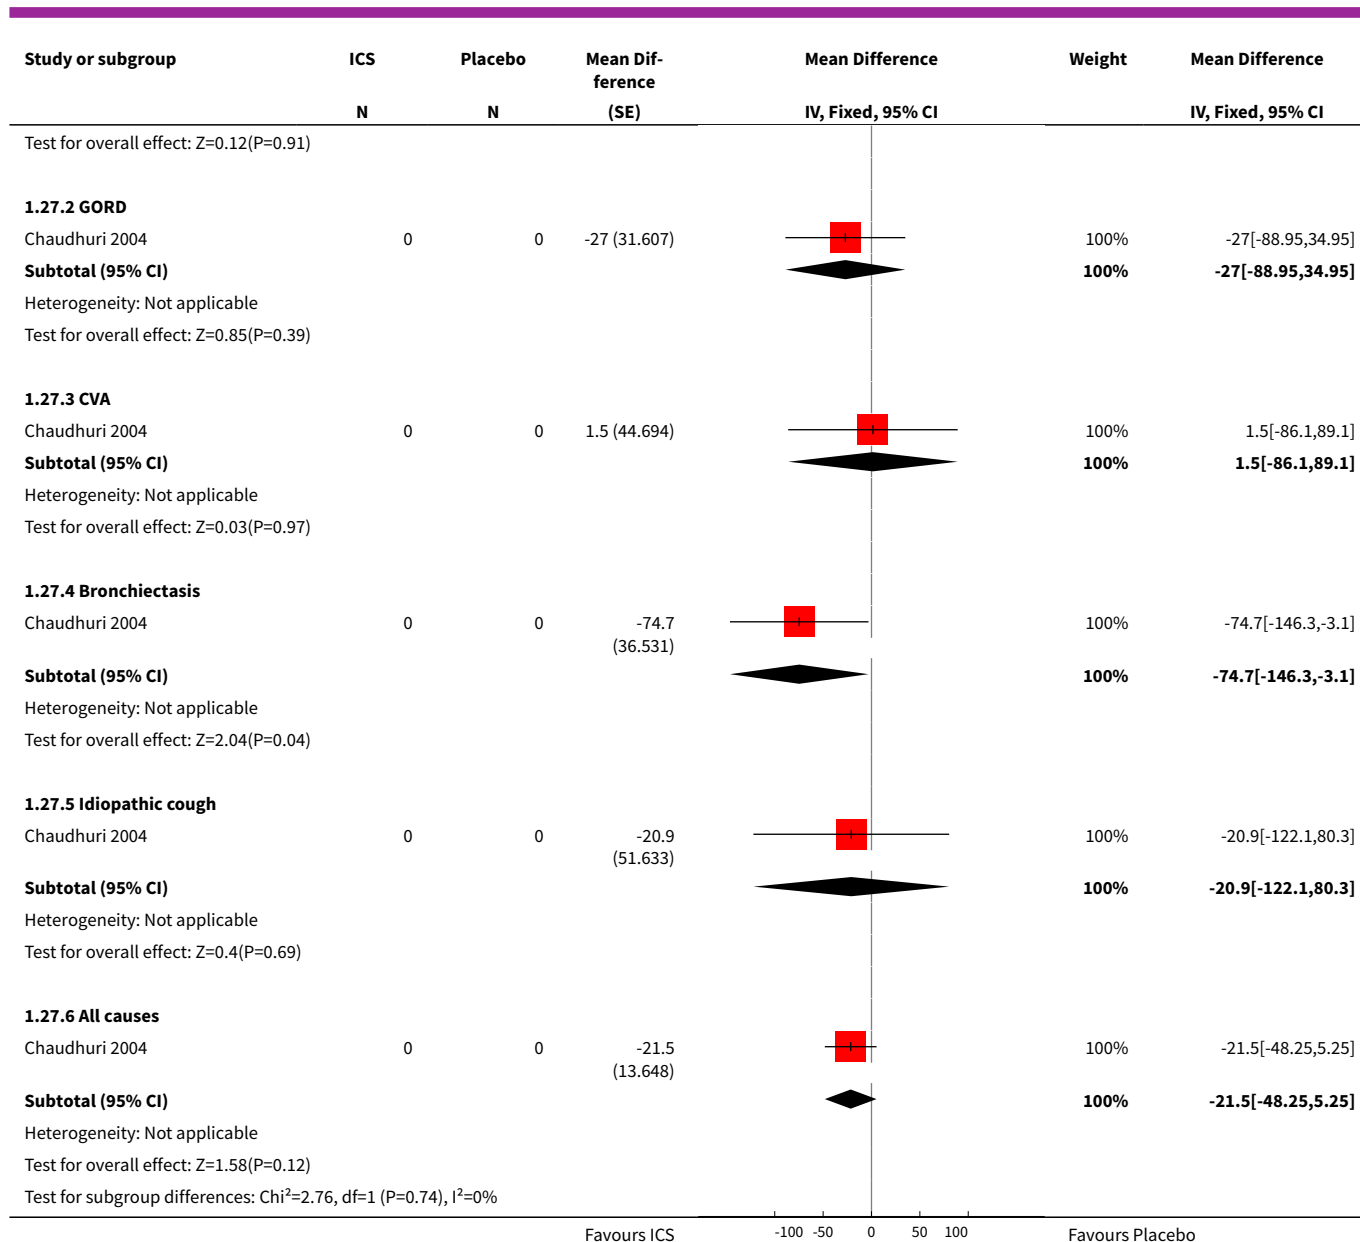 Study or subgroup ICS Placebo Mean Dif- Mean Difference Weight Mean Difference
ference
N N (SE) IV, Fixed, 95% CI IV, Fixed, 95% CI
Test for overall effect: Z=0.12(P=0.91)
1.27.2 GORD
Chaudhuri 2004 0 0 -27 (31.607) 100% -27[-88.95,34.95]
Subtotal (95% CI) 100% -27[-88.95,34.95]
Heterogeneity: Not applicable
Test for overall effect: Z=0.85(P=0.39)
1.27.3 CVA
Chaudhuri 2004 0 0 1.5 (44.694) 100% 1.5[-86.1,89.1]
Subtotal (95% CI) 100% 1.5[-86.1,89.1]
Heterogeneity: Not applicable
Test for overall effect: Z=0.03(P=0.97)
1.27.4 Bronchiectasis
Chaudhuri 2004 0 0 -74.7 100% -74.7[-146.3,-3.1]
(36.531)
Subtotal (95% CI) 100% -74.7[-146.3,-3.1]
Heterogeneity: Not applicable
Test for overall effect: Z=2.04(P=0.04)
1.27.5 Idiopathic cough
Chaudhuri 2004 0 0 -20.9 100% -20.9[-122.1,80.3]
(51.633)
Subtotal (95% CI) 100% -20.9[-122.1,80.3]
Heterogeneity: Not applicable
Test for overall effect: Z=0.4(P=0.69)
1.27.6 All causes
Chaudhuri 2004 0 0 -21.5 100% -21.5[-48.25,5.25]
(13.648)
Subtotal (95% CI) 100% -21.5[-48.25,5.25]
Heterogeneity: Not applicable
Test for overall effect: Z=1.58(P=0.12)
Test for subgroup differences: Chi²=2.76, df=1 (P=0.74), I²=0%
Favours ICS -100 -50 0 50 100 Favours Placebo